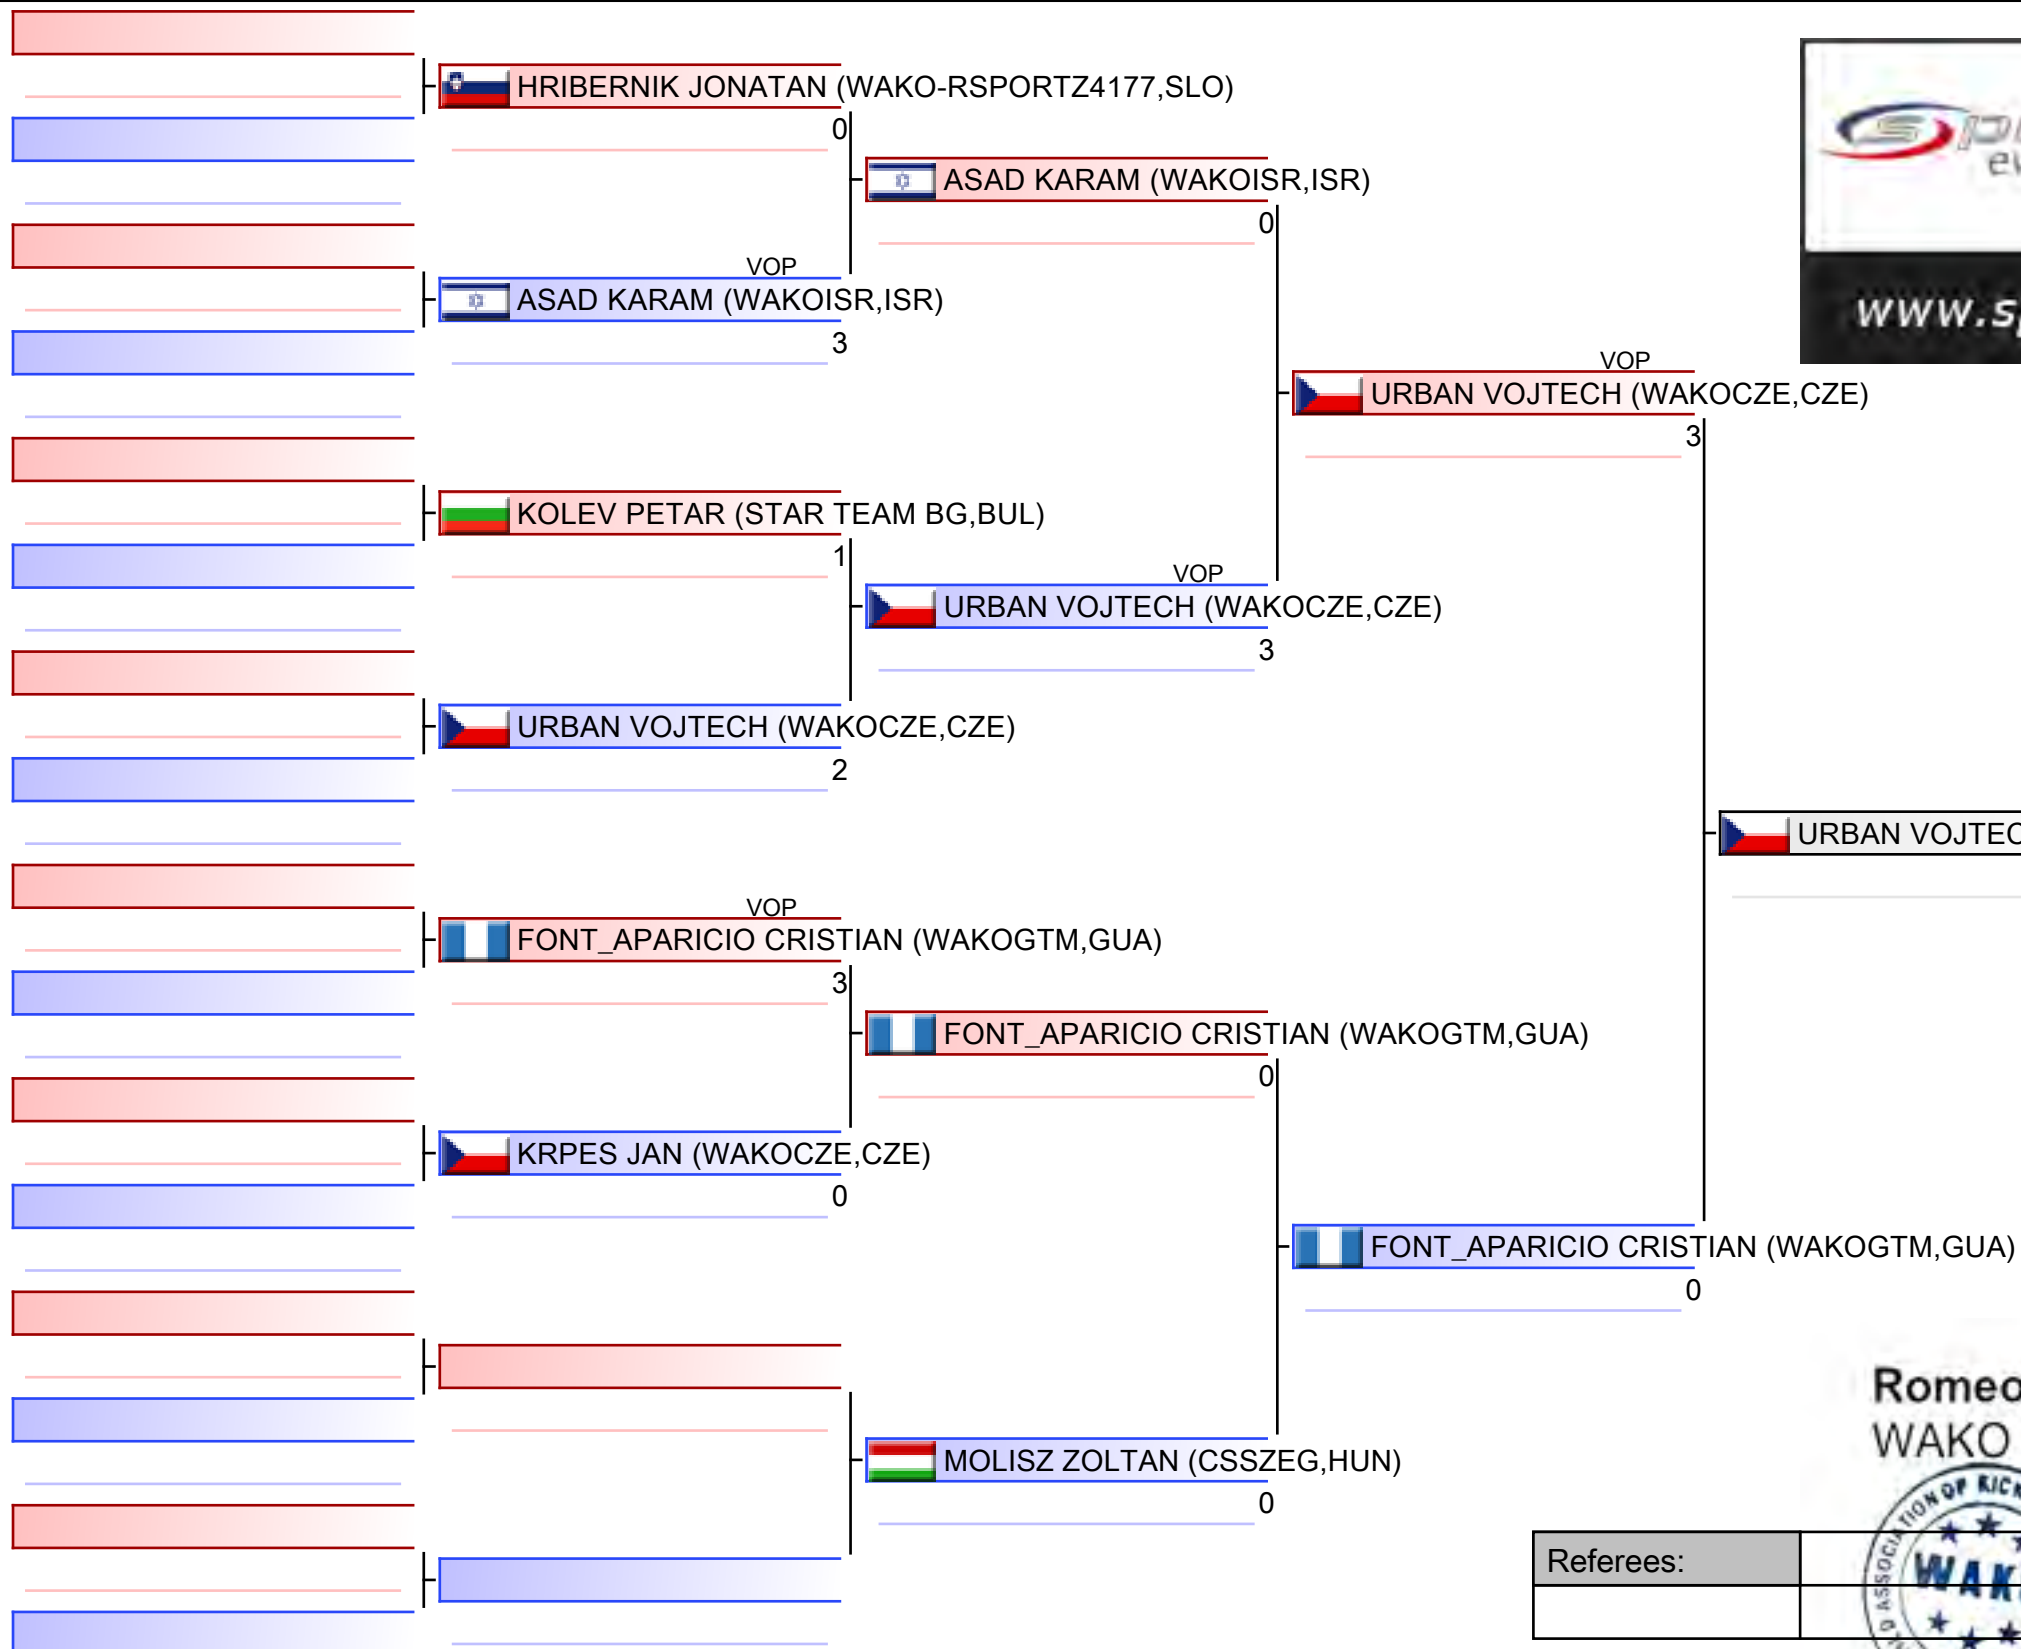 HRIBERNIK JONATAN (WAKO-RSPORTZ4177,SLO)
0
ASAD KARAM (WAKOISR,ISR)
0
VOP
ASAD KARAM (WAKOISR,ISR)
3
VOP
URBAN VOJTECH (WAKOCZE,CZE)
3
www.s
KOLEV PETAR (STAR TEAM BG,BUL)
1
VOP
URBAN VOJTECH (WAKOCZE,CZE)
3
URBAN VOJTECH (WAKOCZE,CZE)
2
URBAN VOJTEC
VOP
FONT_APARICIO CRISTIAN (WAKOGTM,GUA)
3
FONT_APARICIO CRISTIAN (WAKOGTM,GUA)
0
KRPES JAN (WAKOCZE,CZE)
0
FONT_APARICIO CRISTIAN (WAKOGTM,GUA)
0
MOLISZ ZOLTAN (CSSZEG,HUN)
0
Romeo
WAKO
Referees: